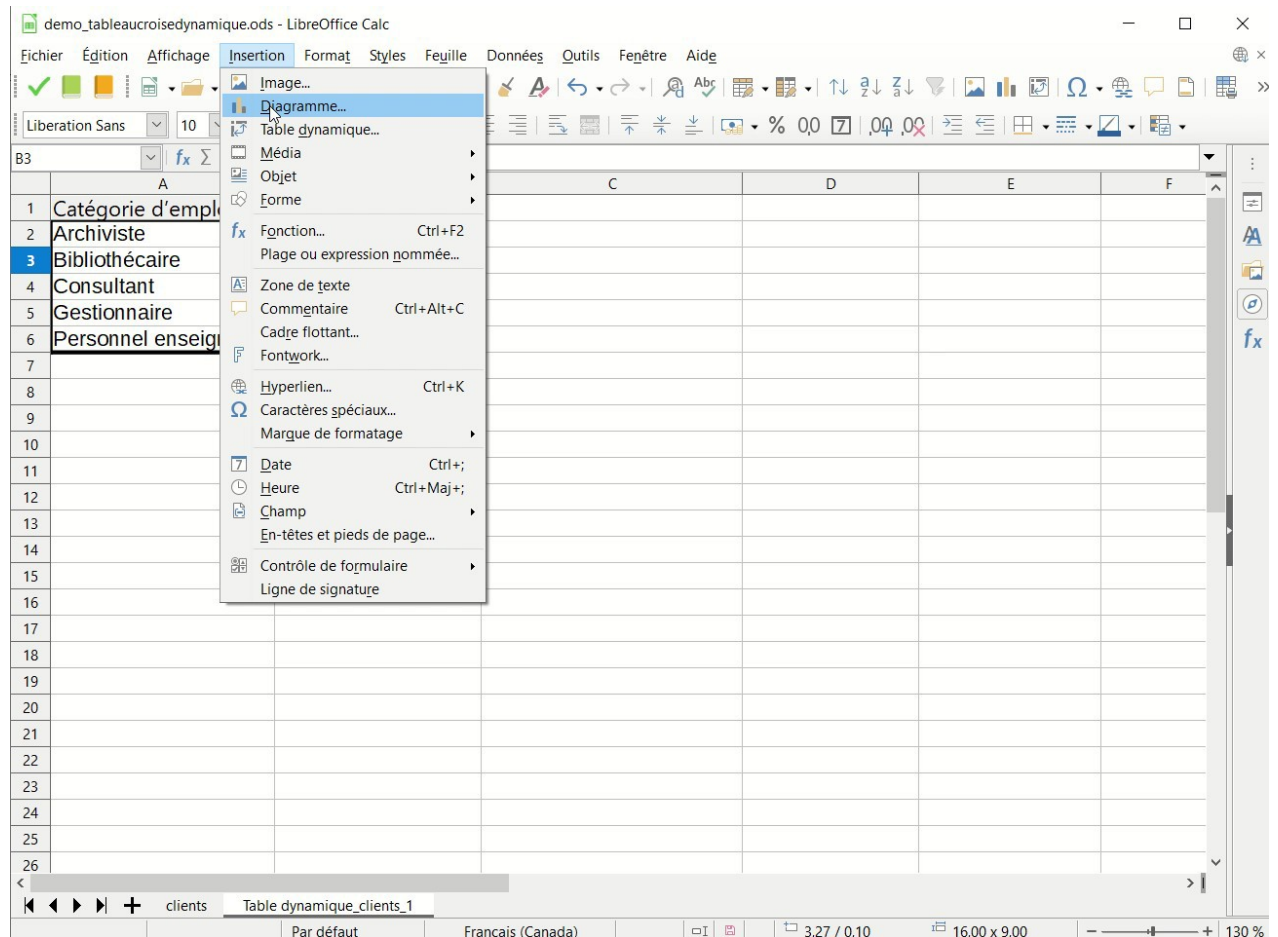 demo_tableaucroisedynamique.ods - LibreOffice Calc
Fichier Édition Affichage Insertion Format Styles Feuille Données Outils Fenêtre Aide
Liberation Sans 10
B3
A C D E F
1 Catégorie d'empl
2 Archiviste
3 Bibliothécaire
4 Consultant
5 Gestionnaire
6 Personnel enseig
7
8
9
10
11
12
13
14
15
16
17
18
19
20
21
22
23
24
25
26
Image...
Diagramme...
Table dynamique...
Média
Objet
Forme
Fonction... Ctrl+F2
Plage ou expression nommée...
Zone de texte
Commentaire Ctrl+Alt+C
Cadre flottant...
Fontwork...
Hyperlien... Ctrl+K
Caractères spéciaux...
Marque de formatage
Date Ctrl+;
Heure Ctrl+Maj+;
Champ
En-têtes et pieds de page...
Contrôle de formulaire
Ligne de signature
clients Table dynamique_clients_1
Par défaut Français (Canada) 3,27 / 0,10 16,00 x 9,00 130 %